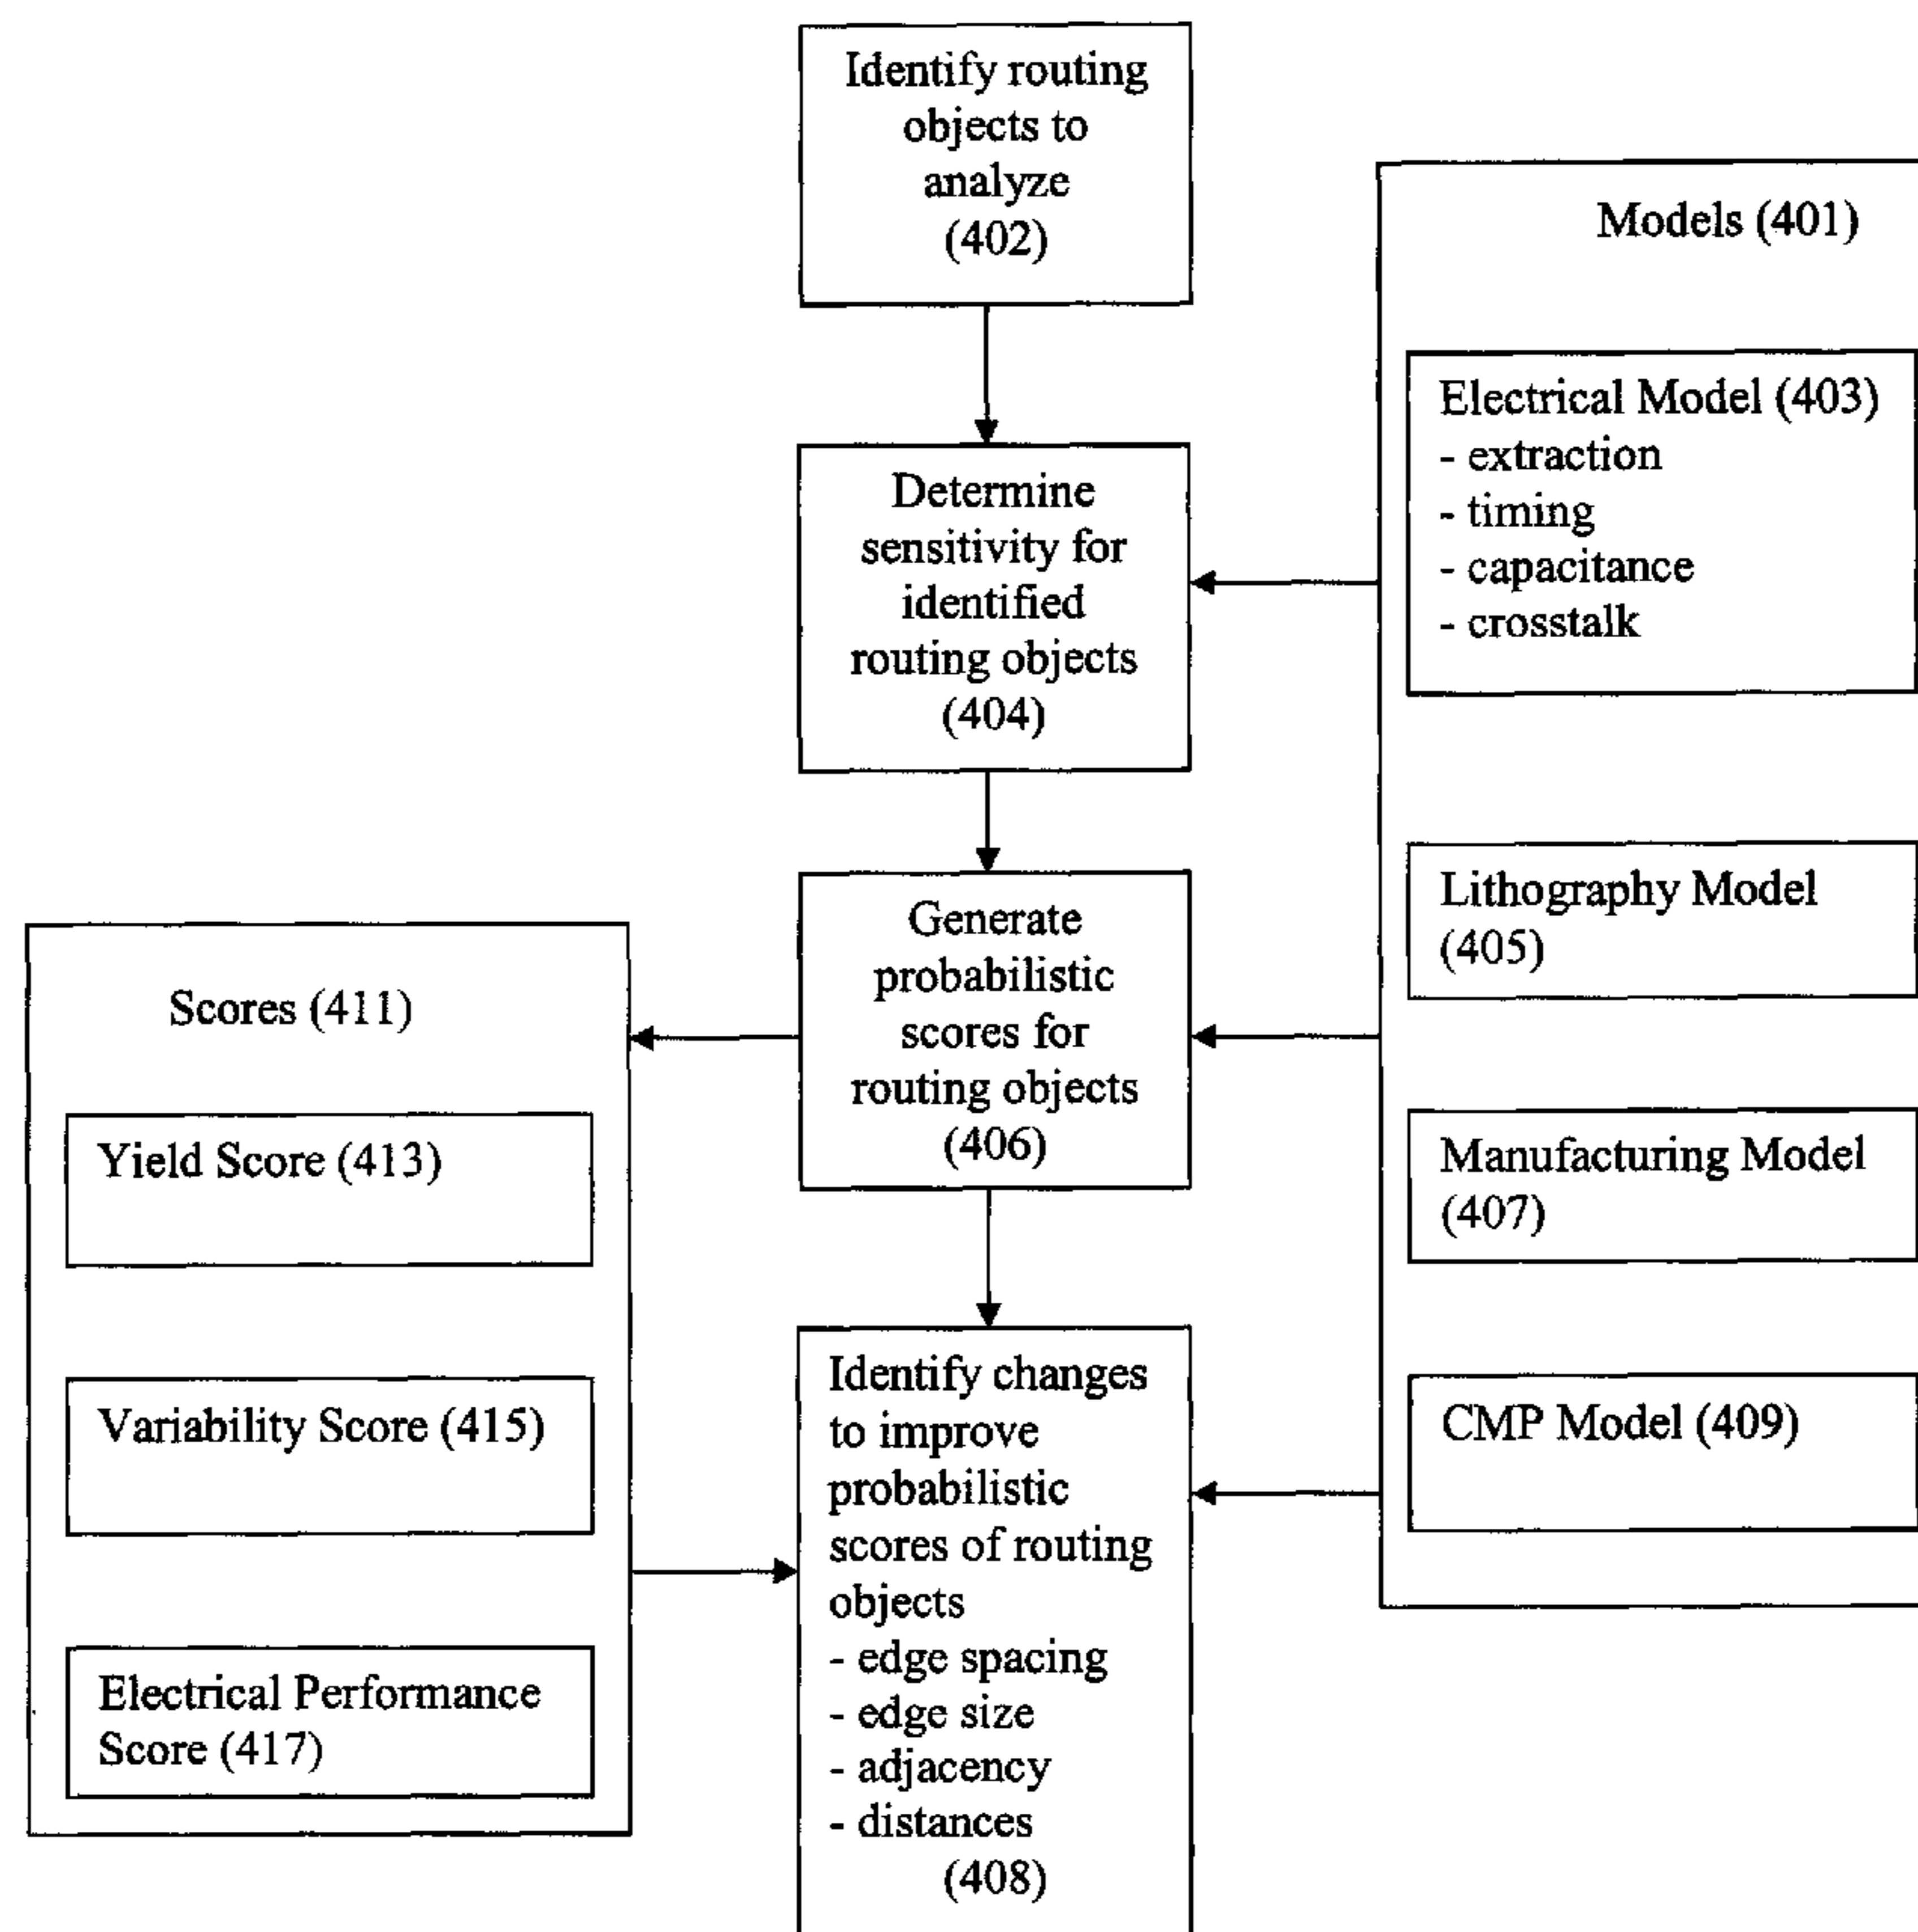 Identify routing
objects to
analyze
(402)
Models (401)
Electrical Model (403)
- extraction
- timing
- capacitance
- crosstalk
Determine
sensitivity for
identified
routing objects
(404)
Lithography Model
(405)
Generate
probabilistic
scores for
routing objects
(406)
Scores (411)
Yield Score (413)
Manufacturing Model
(407)
Identify changes
to improve
probabilistic
scores of routing
objects
- edge spacing
- edge size
- adjacency
- distances
(408)
Variability Score (415)
CMP Model (409)
Electrical Performance
Score (417)